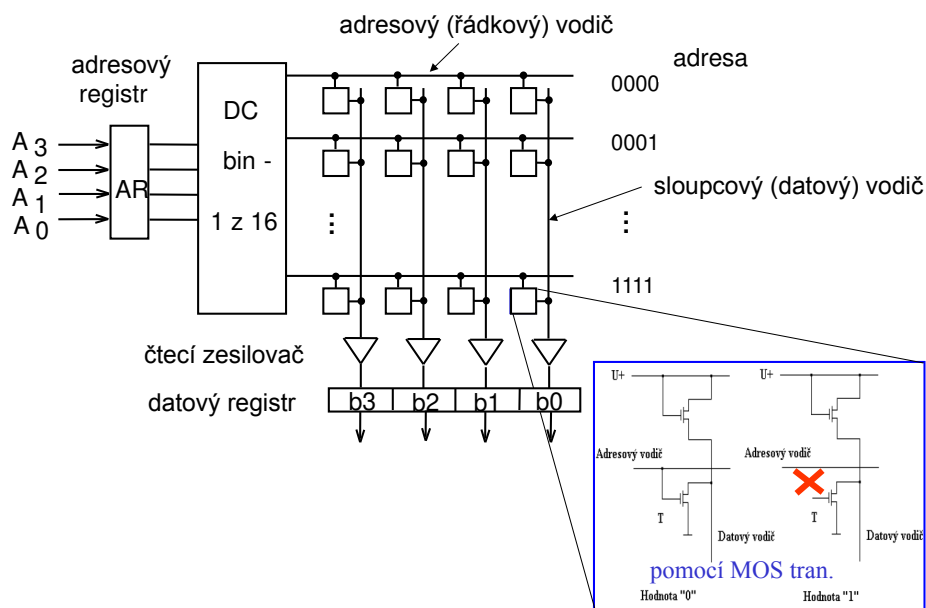 adresový (řádkový) vodič
adresový
registr
adresa
DC
bin -
1 z 16
A 3
A 2
A 1
A 0
AR
0000
0001
sloupcový (datový) vodič
⋮
⋮
1111
čtecí zesilovač
datový registr
b3 b2 b1 b0
U+ U+
Adresový vodič Adresový vodič
T T
Datový vodič Datový vodič
pomocí MOS tran.
Hodnota "0" Hodnota "1"